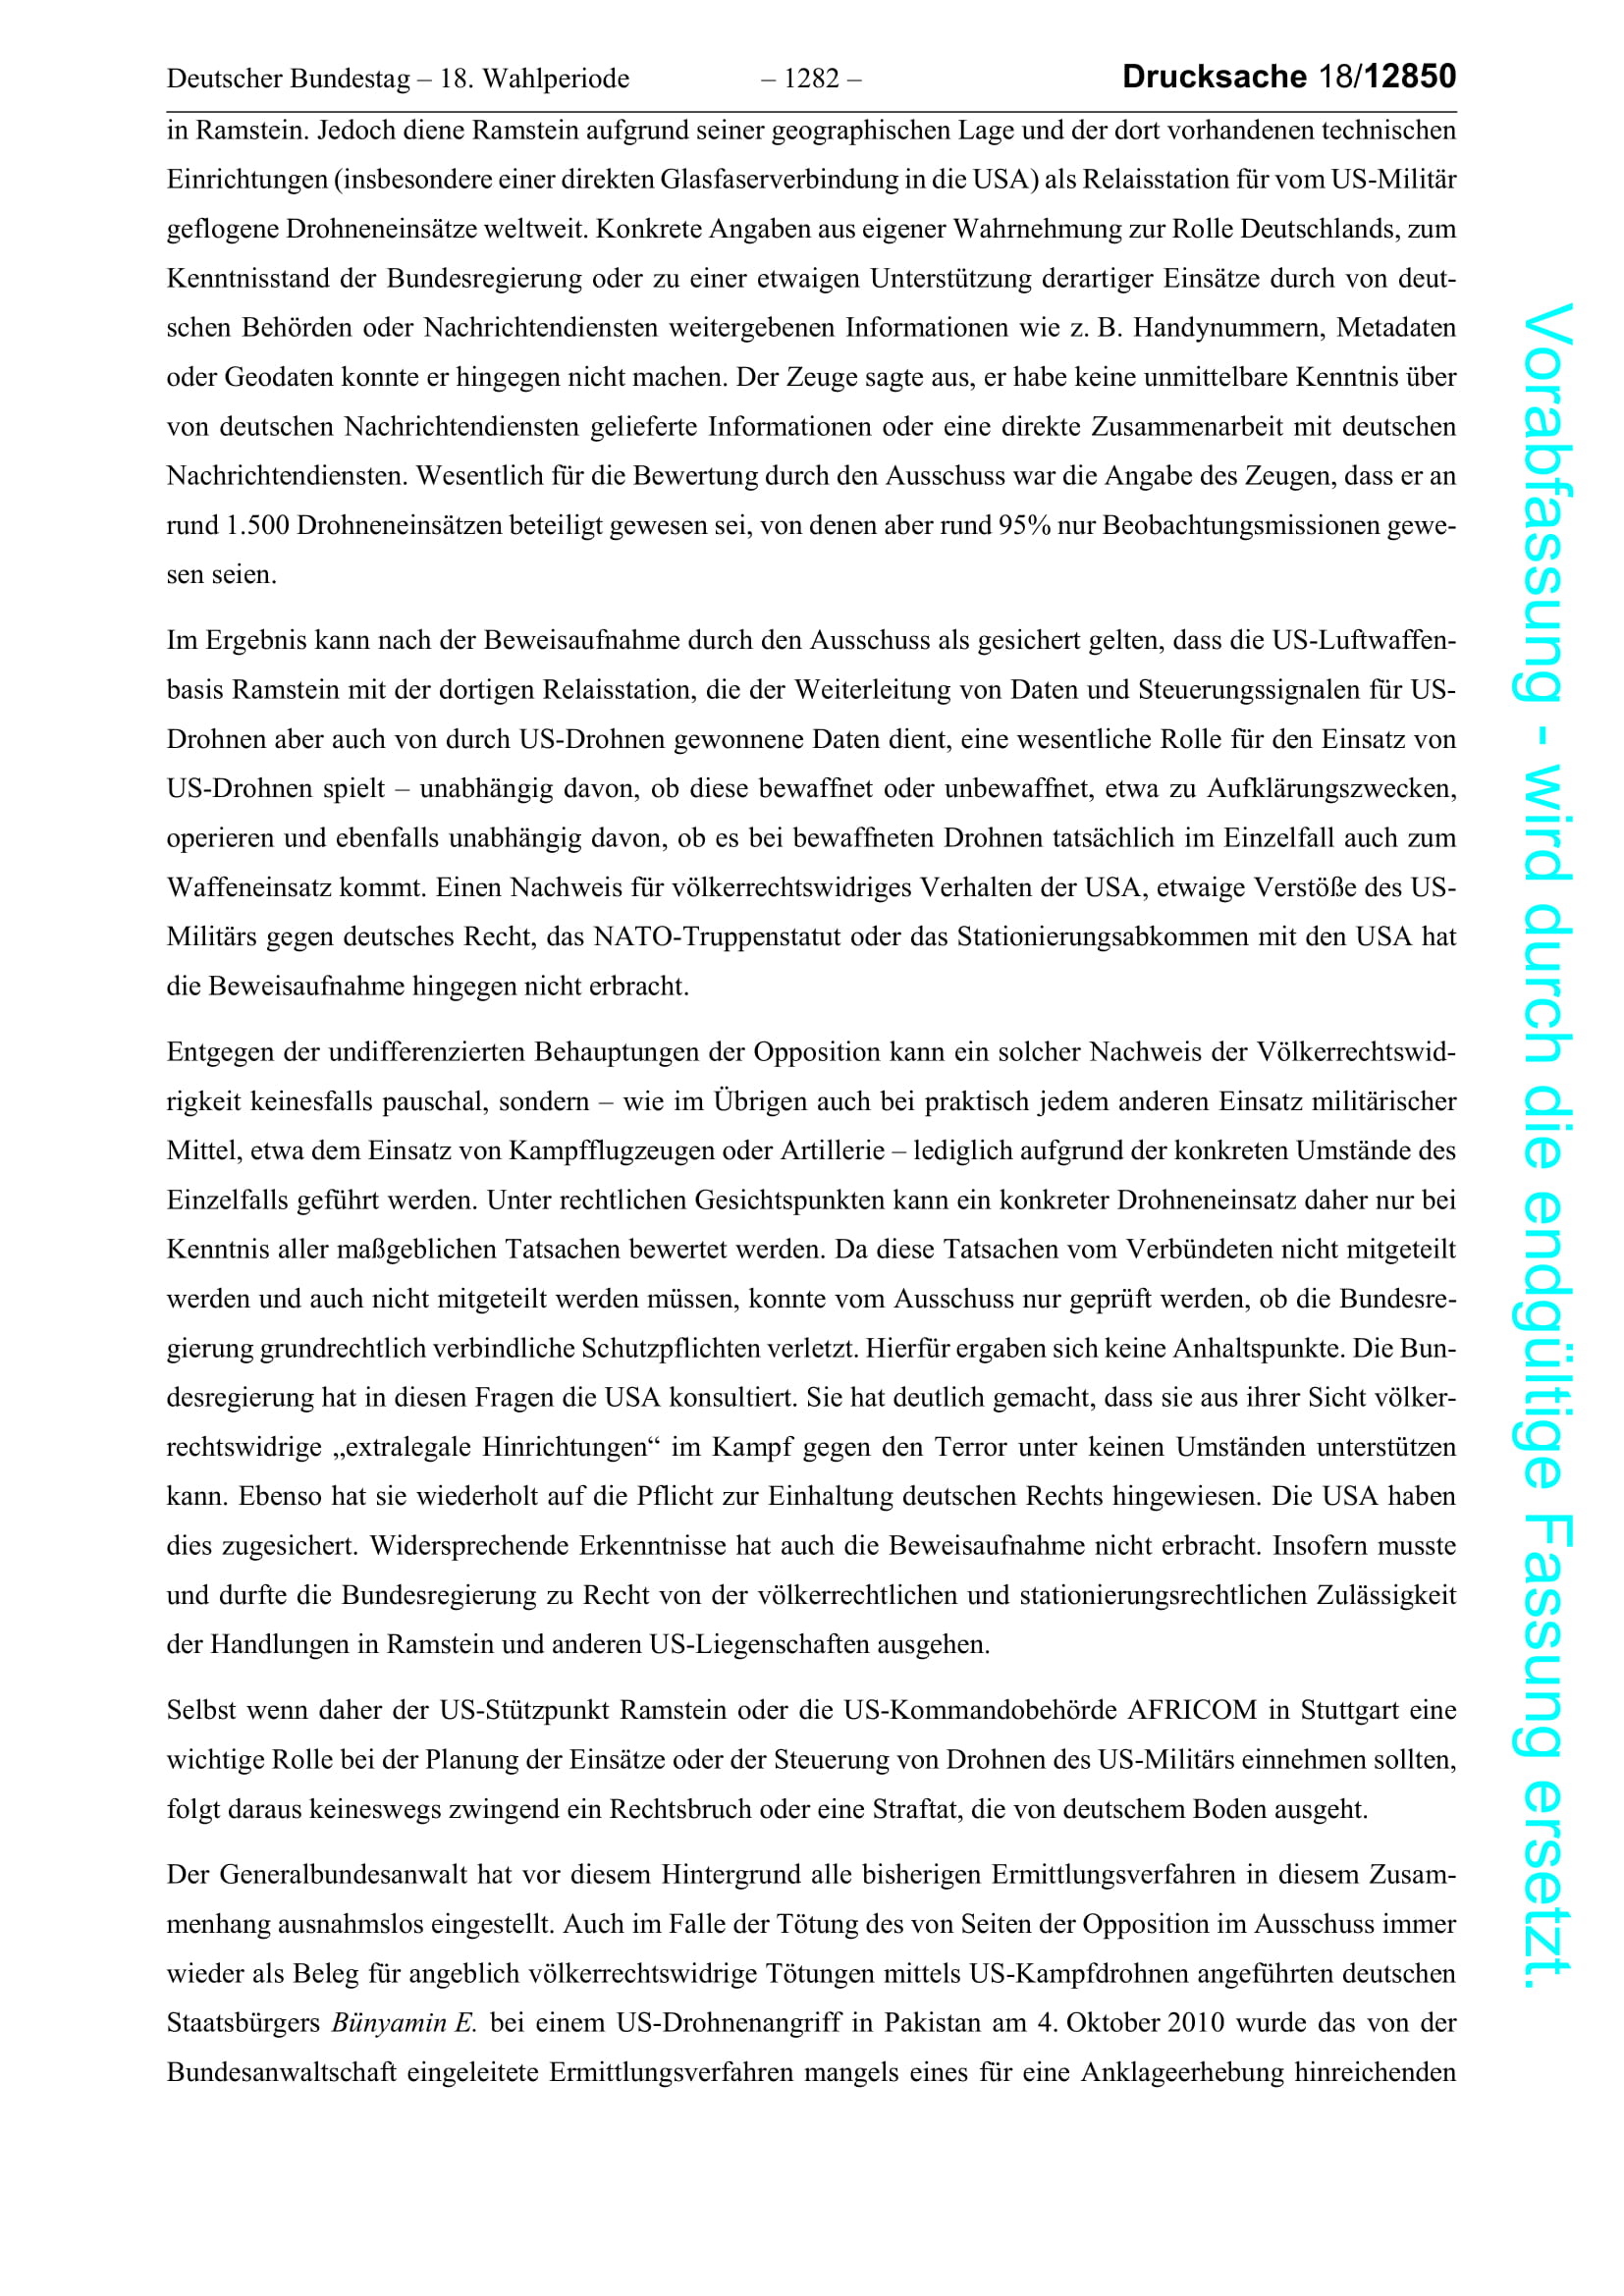 Deutscher Bundestag – 18. Wahlperiode – 1282 – Drucksache 18/12850
in Ramstein. Jedoch diene Ramstein aufgrund seiner geographischen Lage und der dort vorhandenen technischen
Einrichtungen (insbesondere einer direkten Glasfaserverbindung in die USA) als Relaisstation für vom US-Militär
geflogene Drohneneinsätze weltweit. Konkrete Angaben aus eigener Wahrnehmung zur Rolle Deutschlands, zum
Kenntnisstand der Bundesregierung oder zu einer etwaigen Unterstützung derartiger Einsätze durch von deut-
schen Behörden oder Nachrichtendiensten weitergebenen Informationen wie z. B. Handynummern, Metadaten
oder Geodaten konnte er hingegen nicht machen. Der Zeuge sagte aus, er habe keine unmittelbare Kenntnis über
von deutschen Nachrichtendiensten gelieferte Informationen oder eine direkte Zusammenarbeit mit deutschen
Nachrichtendiensten. Wesentlich für die Bewertung durch den Ausschuss war die Angabe des Zeugen, dass er an
rund 1.500 Drohneneinsätzen beteiligt gewesen sei, von denen aber rund 95% nur Beobachtungsmissionen gewe-
sen seien.
Im Ergebnis kann nach der Beweisaufnahme durch den Ausschuss als gesichert gelten, dass die US-Luftwaffen-
basis Ramstein mit der dortigen Relaisstation, die der Weiterleitung von Daten und Steuerungssignalen für US-
Drohnen aber auch von durch US-Drohnen gewonnene Daten dient, eine wesentliche Rolle für den Einsatz von
US-Drohnen spielt – unabhängig davon, ob diese bewaffnet oder unbewaffnet, etwa zu Aufklärungszwecken,
operieren und ebenfalls unabhängig davon, ob es bei bewaffneten Drohnen tatsächlich im Einzelfall auch zum
Waffeneinsatz kommt. Einen Nachweis für völkerrechtswidriges Verhalten der USA, etwaige Verstöße des US-
Militärs gegen deutsches Recht, das NATO-Truppenstatut oder das Stationierungsabkommen mit den USA hat
die Beweisaufnahme hingegen nicht erbracht.
Entgegen der undifferenzierten Behauptungen der Opposition kann ein solcher Nachweis der Völkerrechtswid-
rigkeit keinesfalls pauschal, sondern – wie im Übrigen auch bei praktisch jedem anderen Einsatz militärischer
Mittel, etwa dem Einsatz von Kampfflugzeugen oder Artillerie – lediglich aufgrund der konkreten Umstände des
Einzelfalls geführt werden. Unter rechtlichen Gesichtspunkten kann ein konkreter Drohneneinsatz daher nur bei
Kenntnis aller maßgeblichen Tatsachen bewertet werden. Da diese Tatsachen vom Verbündeten nicht mitgeteilt
werden und auch nicht mitgeteilt werden müssen, konnte vom Ausschuss nur geprüft werden, ob die Bundesre-
gierung grundrechtlich verbindliche Schutzpflichten verletzt. Hierfür ergaben sich keine Anhaltspunkte. Die Bun-
desregierung hat in diesen Fragen die USA konsultiert. Sie hat deutlich gemacht, dass sie aus ihrer Sicht völker-
rechtswidrige „extralegale Hinrichtungen“ im Kampf gegen den Terror unter keinen Umständen unterstützen
kann. Ebenso hat sie wiederholt auf die Pflicht zur Einhaltung deutschen Rechts hingewiesen. Die USA haben
dies zugesichert. Widersprechende Erkenntnisse hat auch die Beweisaufnahme nicht erbracht. Insofern musste
und durfte die Bundesregierung zu Recht von der völkerrechtlichen und stationierungsrechtlichen Zulässigkeit
der Handlungen in Ramstein und anderen US-Liegenschaften ausgehen.
Selbst wenn daher der US-Stützpunkt Ramstein oder die US-Kommandobehörde AFRICOM in Stuttgart eine
wichtige Rolle bei der Planung der Einsätze oder der Steuerung von Drohnen des US-Militärs einnehmen sollten,
folgt daraus keineswegs zwingend ein Rechtsbruch oder eine Straftat, die von deutschem Boden ausgeht.
Der Generalbundesanwalt hat vor diesem Hintergrund alle bisherigen Ermittlungsverfahren in diesem Zusam-
menhang ausnahmslos eingestellt. Auch im Falle der Tötung des von Seiten der Opposition im Ausschuss immer
wieder als Beleg für angeblich völkerrechtswidrige Tötungen mittels US-Kampfdrohnen angeführten deutschen
Staatsbürgers Bünyamin E. bei einem US-Drohnenangriff in Pakistan am 4. Oktober 2010 wurde das von der
Bundesanwaltschaft eingeleitete Ermittlungsverfahren mangels eines für eine Anklageerhebung hinreichenden
Vorabfassung - wird durch die endgültige Fassung ersetzt.